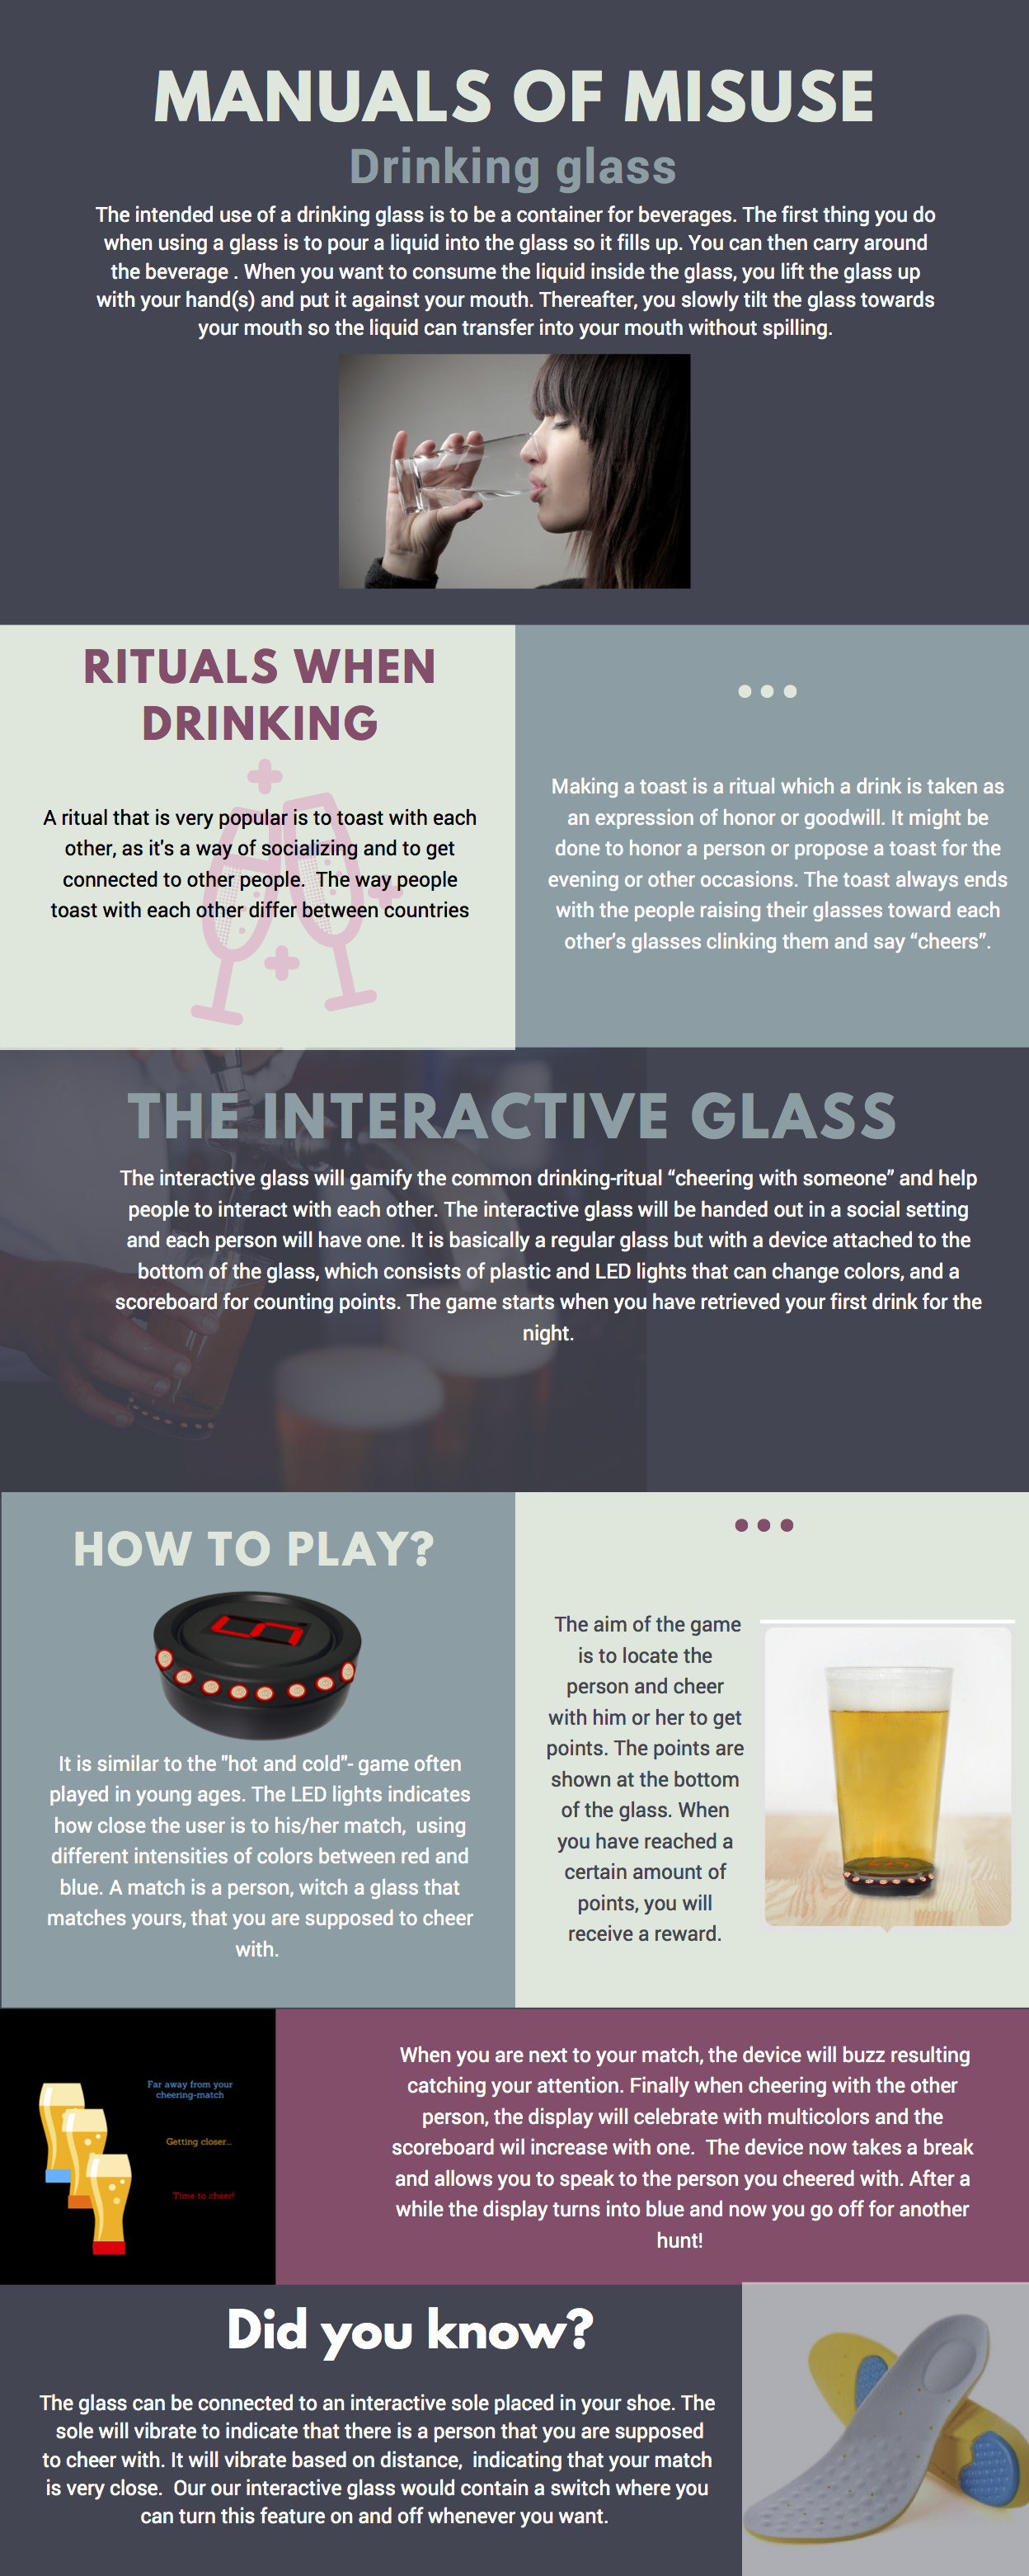 MANUALS OF MISUSE
Drinking glass
The intended use of a drinking glass is to be a container for beverages. The first thing you do
when using a glass is to pour a liquid into the glass so it fills up. You can then carry around
the beverage . When you want to consume the liquid inside the glass, you lift the glass up
with your hand(s) and put it against your mouth. Thereafter, you slowly tilt the glass towards
your mouth so the liquid can transfer into your mouth without spilling.
RITUALS WHEN
DRINKING
A ritual that is very popular is to toast with each
other, as it's a way of socializing and to get
connected to other people.  The way people
toast with each other differ between countries
Making a toast is a ritual which a drink is taken as
an expression of honor or goodwill. It might be
done to honor a person or propose a toast for the
evening or other occasions. The toast always ends
with the people raising their glasses toward each
other's glasses clinking them and say “cheers”.
THE INTERACTIVE GLASS
The interactive glass will gamify the common drinking-ritual “cheering with someone” and help
people to interact with each other. The interactive glass will be handed out in a social setting
and each person will have one. It is basically a regular glass but with a device attached to the
bottom of the glass, which consists of plastic and LED lights that can change colors, and a
scoreboard for counting points. The game starts when you have retrieved your first drink for the
night.
HOW TO PLAY?
5
It is similar to the "hot and cold"- game often
played in young ages. The LED lights indicates
how close the user is to his/her match,  using
different intensities of colors between red and
blue. A match is a person, witch a glass that
matches yours, that you are supposed to cheer
with.
The aim of the game
is to locate the
person and cheer
with him or her to get
points. The points are
shown at the bottom
of the glass. When
you have reached a
certain amount of
points, you will
receive a reward.
Far away from your
cheering-match
Getting closer...
Time to cheer!
When you are next to your match, the device will buzz resulting
catching your attention. Finally when cheering with the other
person, the display will celebrate with multicolors and the
scoreboard wil increase with one.  The device now takes a break
and allows you to speak to the person you cheered with. After a
while the display turns into blue and now you go off for another
hunt!
Did you know?
The glass can be connected to an interactive sole placed in your shoe. The
sole will vibrate to indicate that there is a person that you are supposed
to cheer with. It will vibrate based on distance,  indicating that your match
is very close.  Our our interactive glass would contain a switch where you
can turn this feature on and off whenever you want.